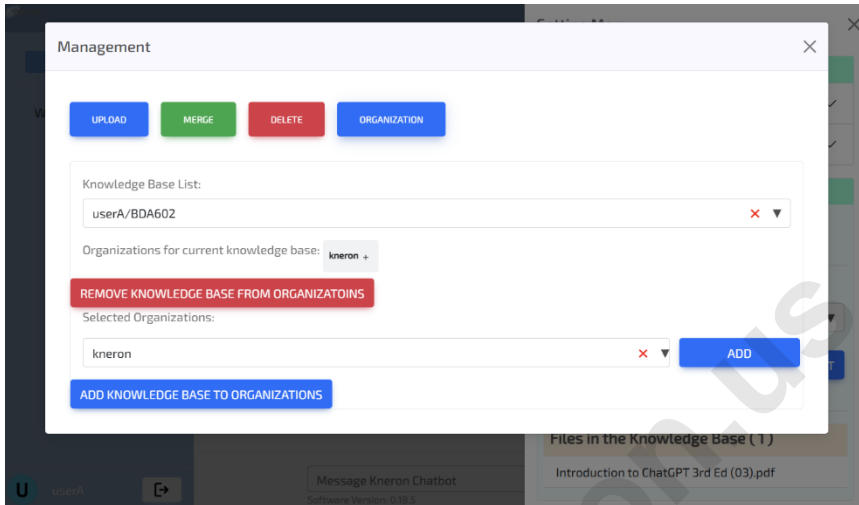 Management
UPLOAD MERGE DELETE ORGANIZATION
Knowledge Base List:
userA/BDA602
Organizations for current knowledge base: kneron +
REMOVE KNOWLEDGE BASE FROM ORGANIZATOINS
Selected Organizations:
kneron
ADD
ADD KNOWLEDGE BASE TO ORGANIZATIONS
Files in the Knowledge Base (1)
Introduction to ChatGPT 3rd Ed (03).pdf
Message Kneron Chatbot
Software Version: 0.18.5
U userA